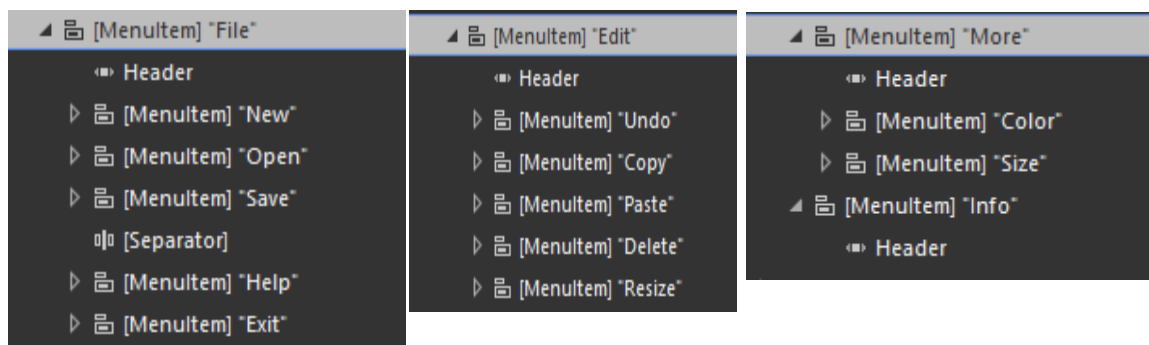 [MenuItem] "File"
Header
[MenuItem] "New"
[MenuItem] "Open"
[MenuItem] "Save"
[Separator]
[MenuItem] "Help"
[MenuItem] "Exit"
[MenuItem] "Edit"
Header
[MenuItem] "Undo"
[MenuItem] "Copy"
[MenuItem] "Paste"
[MenuItem] "Delete"
[MenuItem] "Resize"
[MenuItem] "More"
Header
[MenuItem] "Color"
[MenuItem] "Size"
[MenuItem] "Info"
Header